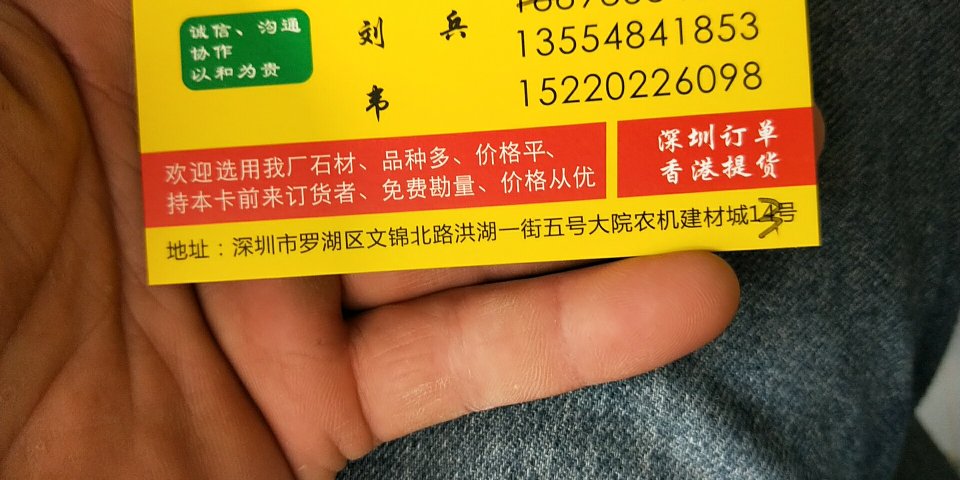 诚信、沟通
协作
以和为贵
刘 兵 13554841853
韦 15220226098
欢迎选用我厂石材、品种多、价格平、
持本卡前来订货者、免费勘量、价格从优
深圳订单
香港提货
地址：深圳市罗湖区文锦北路洪湖一街五号大院农机建材城14号
3